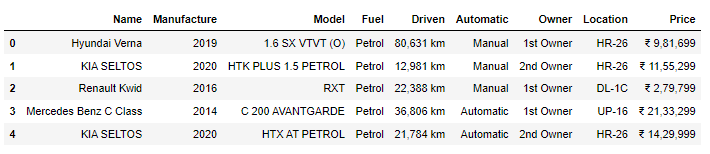 Name Manufacture Model Fuel Driven Automatic Owner Location Price
0 Hyundai Verna 2019 1.6 SX VTVT (O) Petrol 80,631 km Manual 1st Owner HR-26 ₹ 9,81,699
1 KIA SELTOS 2020 HTK PLUS 1.5 PETROL Petrol 12,981 km Manual 2nd Owner HR-26 ₹ 11,55,299
2 Renault Kwid 2016 RXT Petrol 22,388 km Manual 1st Owner DL-1C ₹ 2,79,799
3 Mercedes Benz C Class 2014 C 200 AVANTGARDE Petrol 36,806 km Automatic 1st Owner UP-16 ₹ 21,33,299
4 KIA SELTOS 2020 HTX AT PETROL Petrol 21,784 km Automatic 2nd Owner HR-26 ₹ 14,29,999